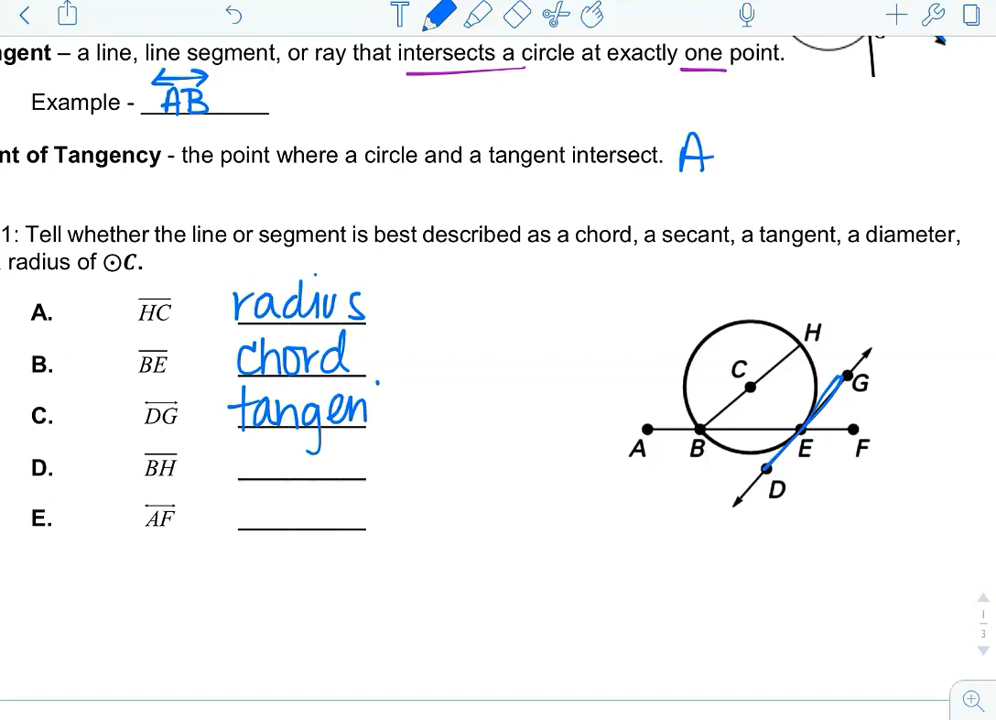 gent – a line, line segment, or ray that intersects a circle at exactly one point.
Example - AB
nt of Tangency - the point where a circle and a tangent intersect. A
1: Tell whether the line or segment is best described as a chord, a secant, a tangent, a diameter,
radius of ⊙C.
A. HC radius
B. BE chord
C. DG tangen
D. BH
E. AF
H
C
G
A B E F
D
1
3